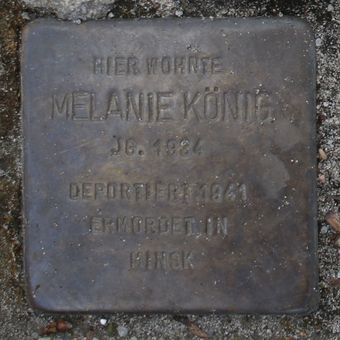 HIER WOHNTE
MELANIE KÖNIG
JG. 1934
DEPORTIERT 1941
ERMORDET IN
MINSK